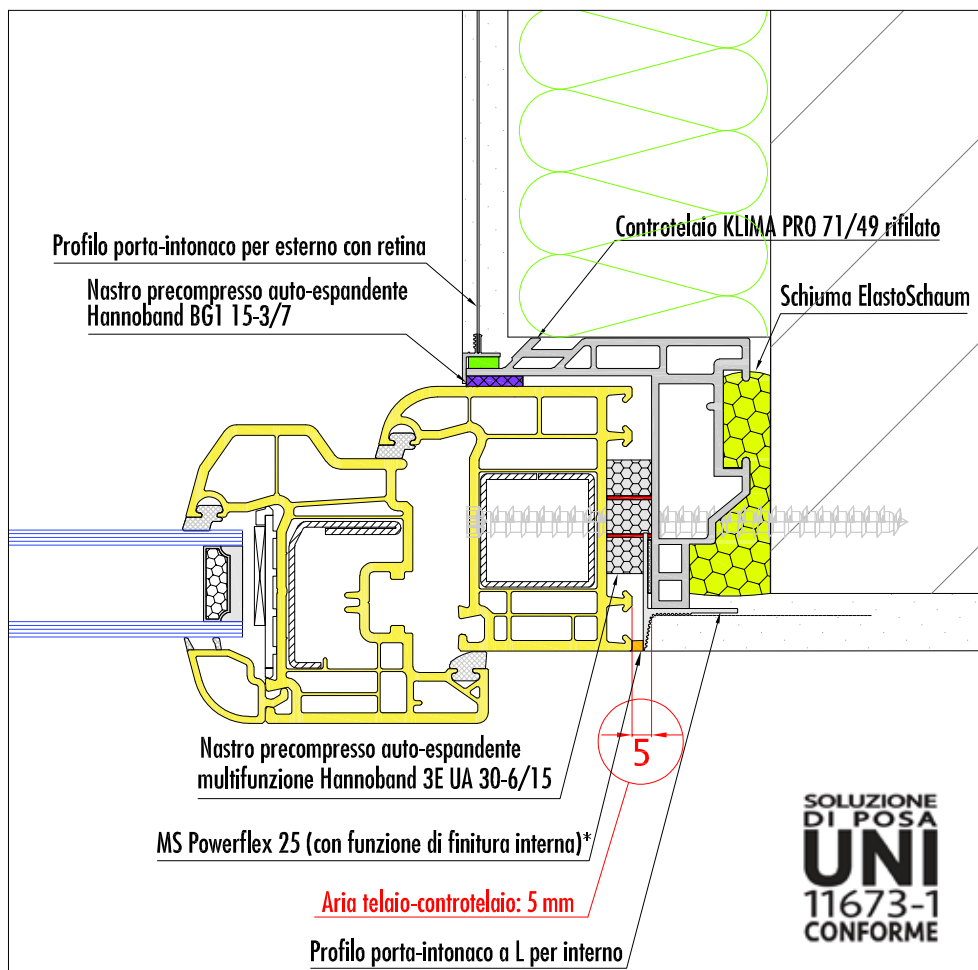 Controtelaio KLIMA PRO 71/49 rifilato
Profilo porta-intonaco per esterno con retina
Nastro precompresso auto-espandente
Hannoband BG1 15-3/7
Schiuma ElastoSchaum
5
Nastro precompresso auto-espandente
multifunzione Hannoband 3E UA 30-6/15
MS Powerflex 25 (con funzione di finitura interna)*
Aria telaio-controtelaio: 5 mm
Profilo porta-intonaco a L per interno
SOLUZIONE
DI POSA
UNI
11673-1
CONFORME